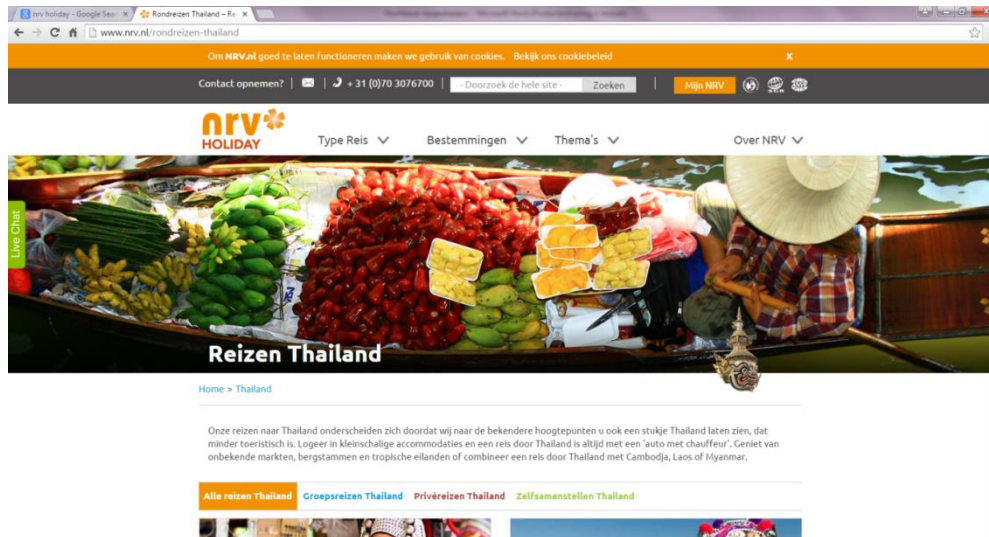 nrv holiday - Google Sea
Rondreizen Thailand – Re
www.nrv.nl/rondreizen-thailand
Om NRV.nl goed te laten functioneren maken we gebruik van cookies. Bekijk ons cookiebeleid x
Contact opnemen? | | + 31 (0)70 3076700 | - Doorzoek de hele site - Zoeken | Mijn NRV
nrv
HOLIDAY
Type Reis Bestemmingen Thema's Over NRV
Live Chat
Reizen Thailand
Home > Thailand
Onze reizen naar Thailand onderscheiden zich doordat wij naar de bekendere hoogtepunten u ook een stukje Thailand laten zien, dat
minder toeristisch is. Logeer in kleinschalige accommodaties en een reis door Thailand is altijd met een 'auto met chauffeur'. Geniet van
onbekende markten, bergstammen en tropische eilanden of combineer een reis door Thailand met Cambodja, Laos of Myanmar.
Alle reizen Thailand Groepsreizen Thailand Privéreizen Thailand Zelfsamenstellen Thailand